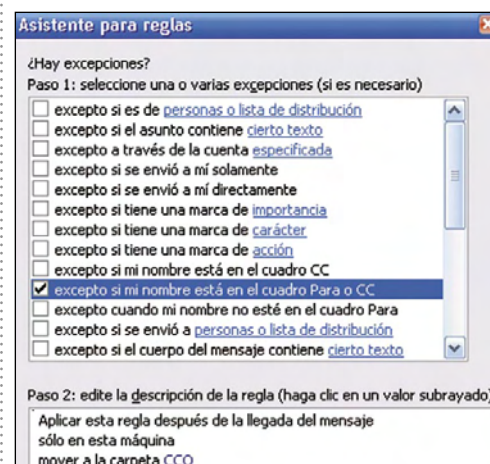 Asistente para reglas
¿Hay excepciones?
Paso 1: seleccione una o varias excepciones (si es necesario)
excepto si es de personas o lista de distribución
excepto si el asunto contiene cierto texto
excepto a través de la cuenta especificada
excepto si se envió a mí solamente
excepto si se envió a mí directamente
excepto si tiene una marca de importancia
excepto si tiene una marca de carácter
excepto si tiene una marca de acción
excepto si mi nombre está en el cuadro CC
excepto si mi nombre está en el cuadro Para o CC
excepto cuando mi nombre no esté en el cuadro Para
excepto si se envió a personas o lista de distribución
excepto si el cuerpo del mensaje contiene cierto texto
Paso 2: edite la descripción de la regla (haga clic en un valor subrayado)
Aplicar esta regla después de la llegada del mensaje
sólo en esta máquina
mover a la carpeta CCO